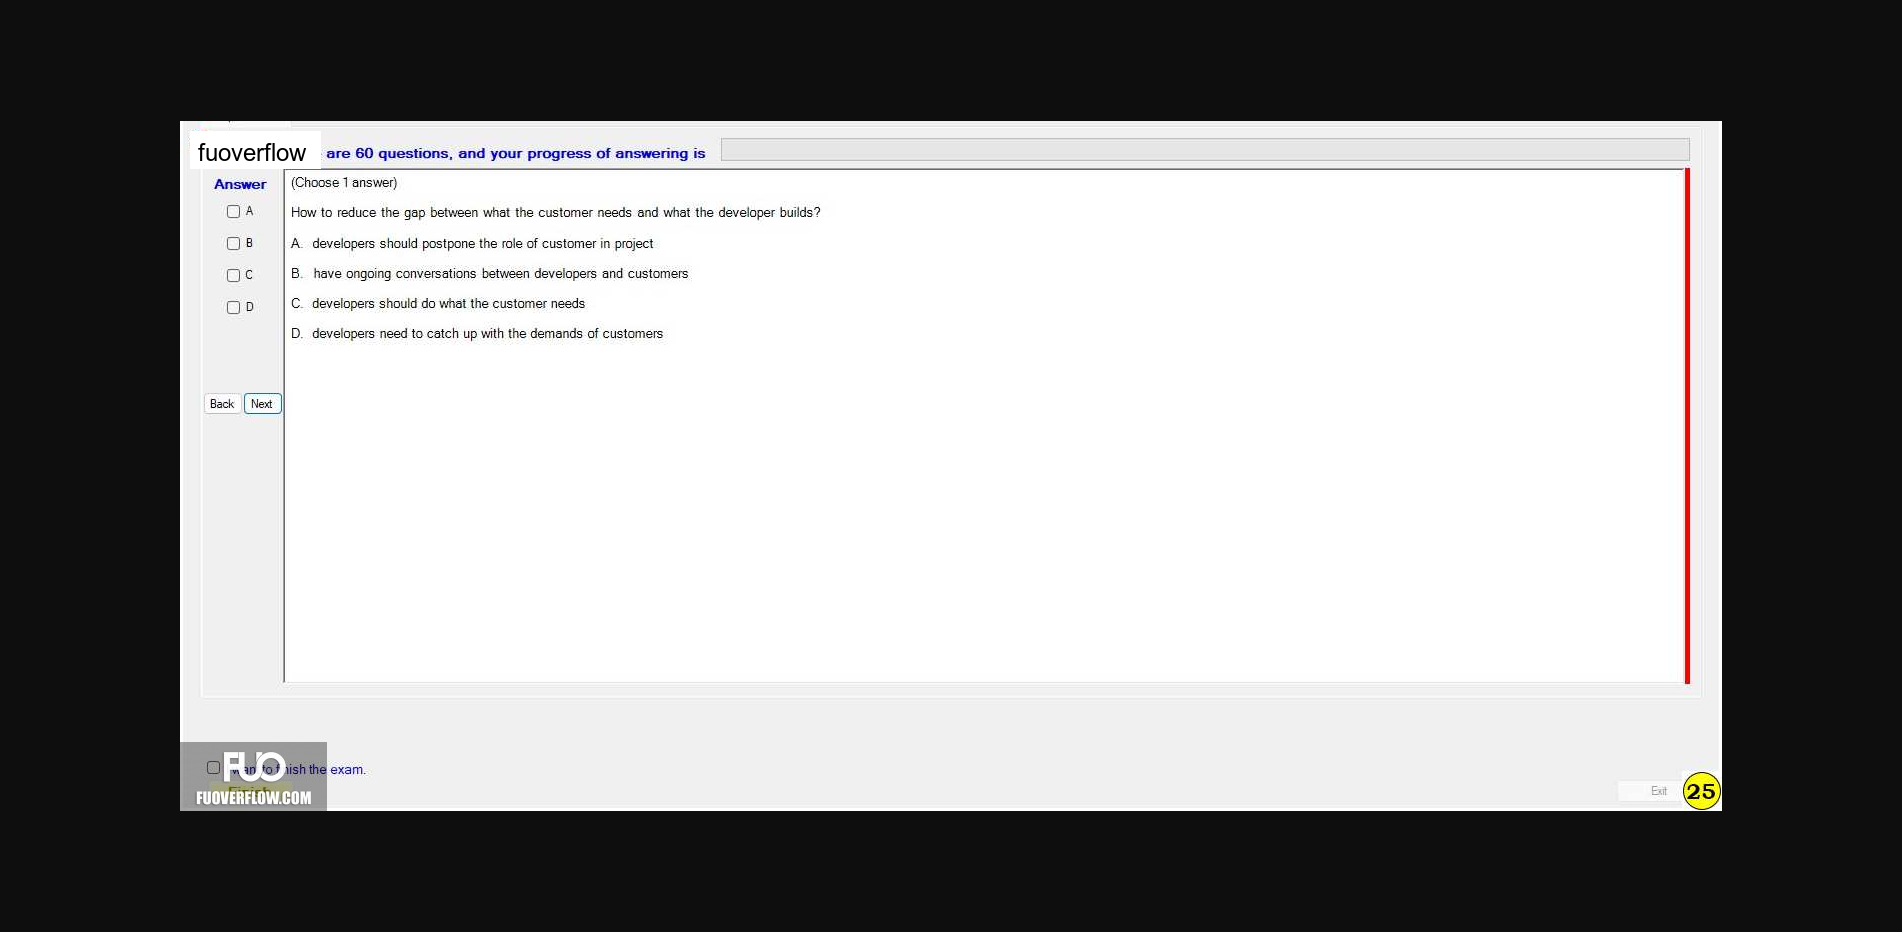 fuoverflow are 60 questions, and your progress of answering is
Answer
(Choose 1 answer)
A
How to reduce the gap between what the customer needs and what the developer builds?
B
A. developers should postpone the role of customer in project
C
B. have ongoing conversations between developers and customers
D
C. developers should do what the customer needs
D. developers need to catch up with the demands of customers
Back Next
FUO
want to finish the exam.
Finish
FUOVERFLOW.COM
Exit
25